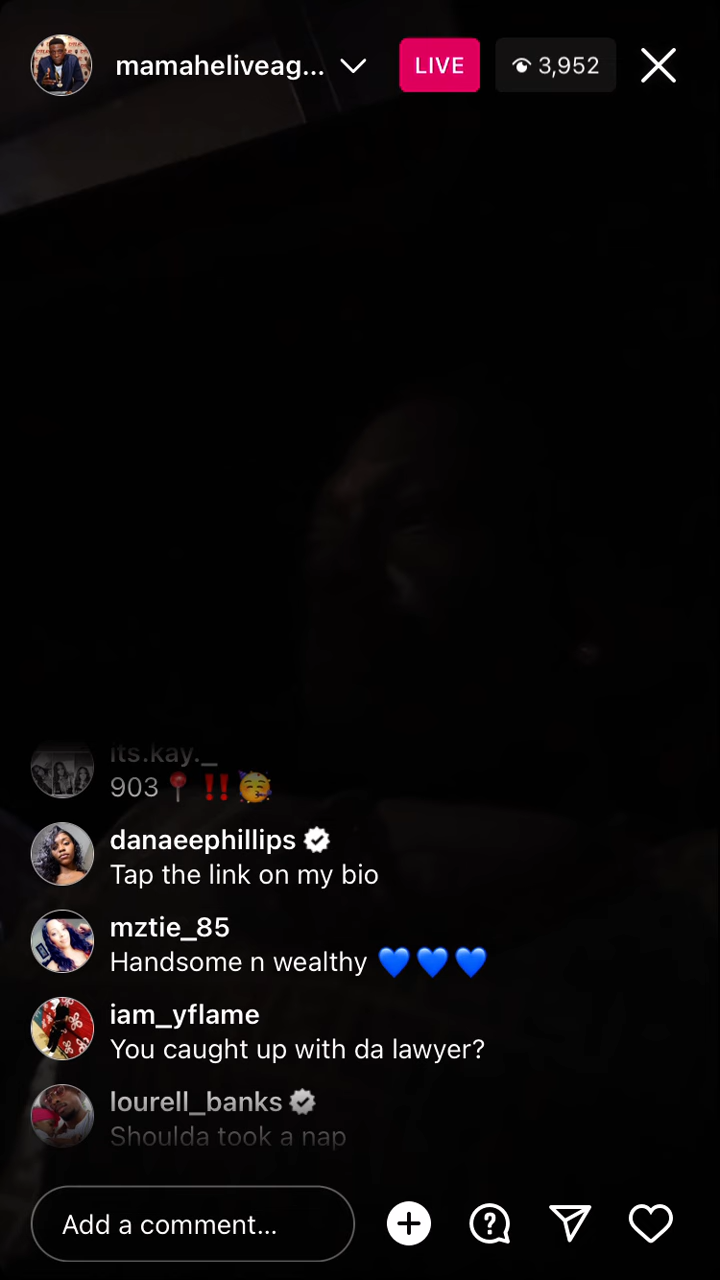 mamaheliveag...
LIVE
3,952
its.kay._
903📍‼️🥳
danaeephillips
Tap the link on my bio
mztie_85
Handsome n wealthy 💙💙💙
iam_yflame
You caught up with da lawyer?
lourell_banks
Shoulda took a nap
Add a comment...